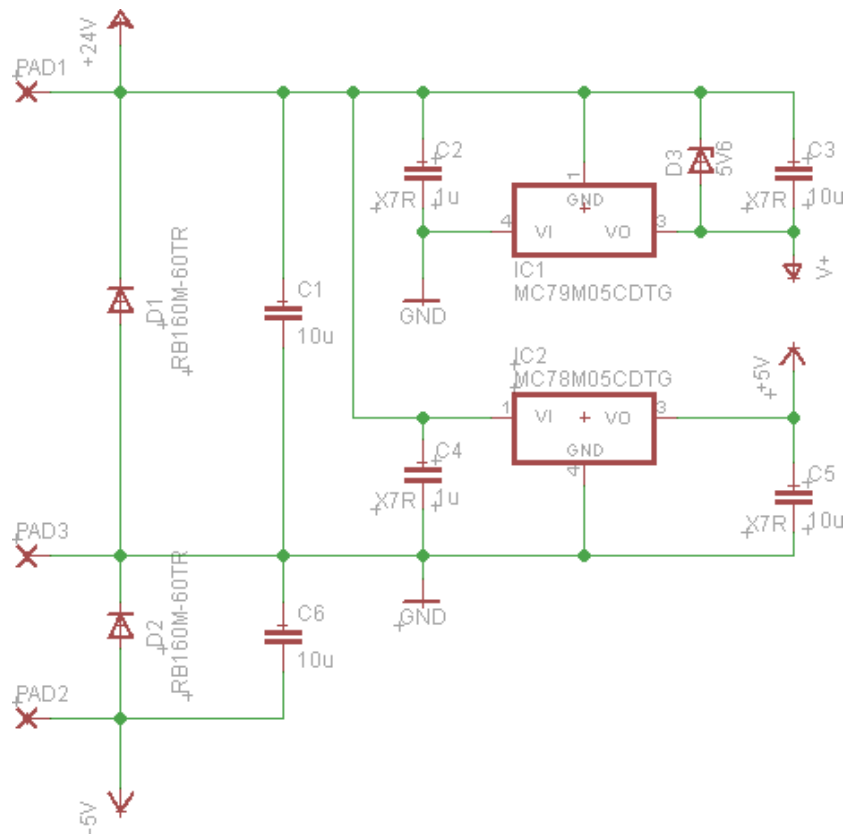 +24V
PAD1
C2
X7R
1u
1
GND
4
VI
VO
3
IC1
MC79M05CDTG
D3
5V6
C3
10u
V+
GND
D1
RB160M-60TR
C1
10u
IC2
MC78M05CDTG
1
VI
VO
3
GND
4
+5V
C4
X7R
1u
C5
X7R
10u
PAD3
GND
D2
RB160M-60TR
C6
10u
PAD2
-5V